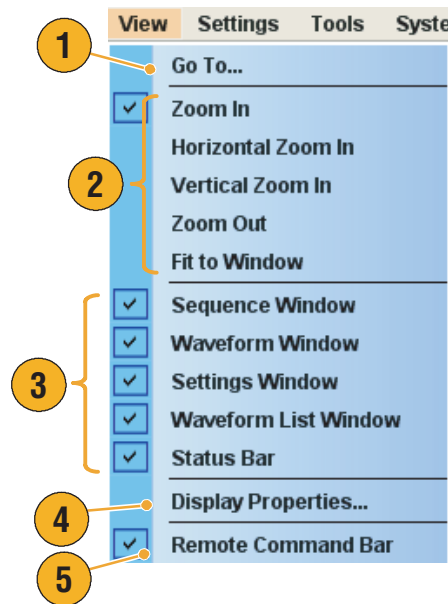 View Settings Tools Syste
1
Go To...
2
Zoom In
Horizontal Zoom In
Vertical Zoom In
Zoom Out
Fit to Window
3
Sequence Window
Waveform Window
Settings Window
Waveform List Window
Status Bar
4
Display Properties...
5
Remote Command Bar